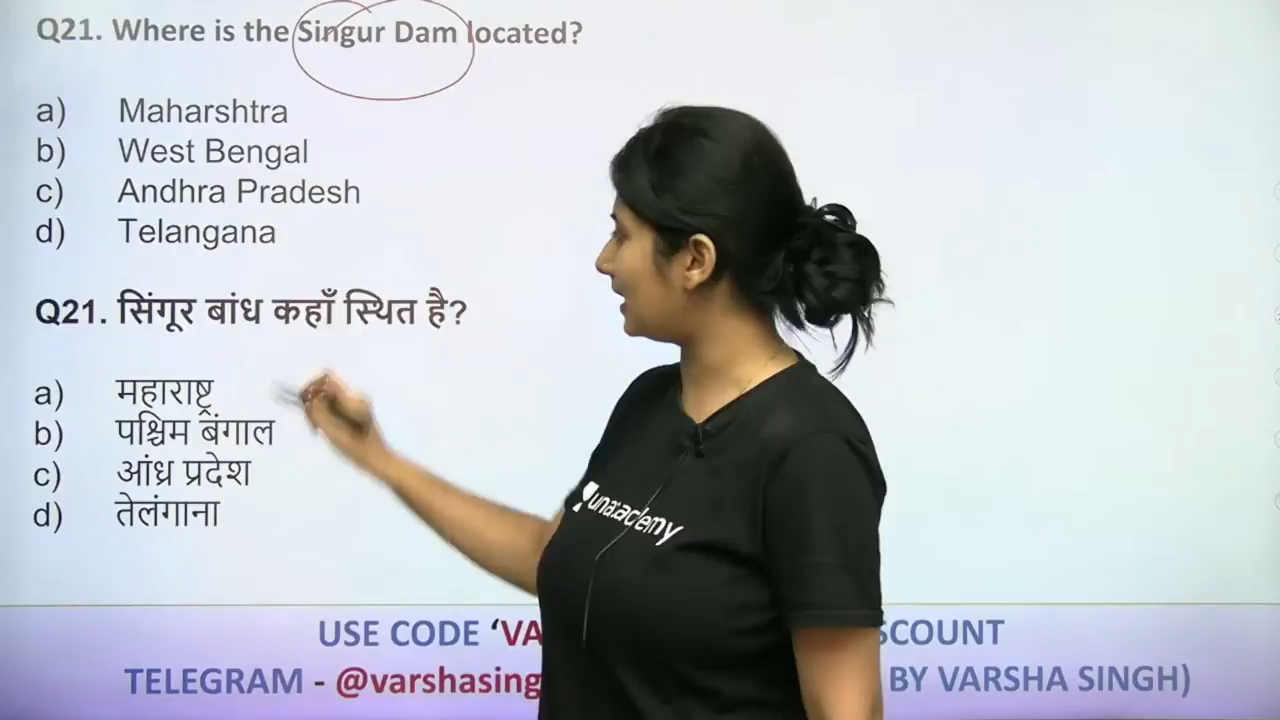 Q21. Where is the Singur Dam located?
a) Maharshtra
b) West Bengal
c) Andhra Pradesh
d) Telangana
Q21. सिंगूर बांध कहाँ स्थित है?
a) महाराष्ट्र
b) पश्चिम बंगाल
c) आंध्र प्रदेश
d) तेलंगाना
unacademy
USE CODE ‘VA SCOUNT
TELEGRAM - @varshasing BY VARSHA SINGH)